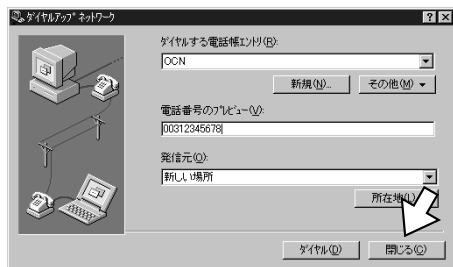 ダイヤルアップ ネットワーク
ダイヤルする電話帳エントリ(R):
OCN
新規(N)...
その他(M)
電話番号のプレビュー(V):
00312345678
発信元(O):
新しい場所
所在地(L)
ダイヤル(D)
閉じる(C)